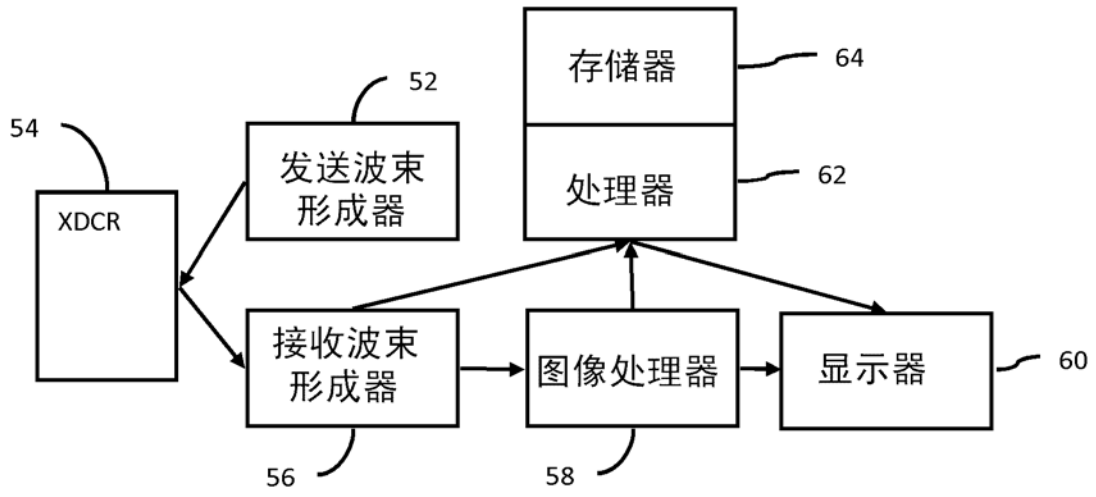 存储器
64
52
54
发送波束
形成器
处理器
62
XDCR
接收波束
形成器
图像处理器
显示器
60
56
58